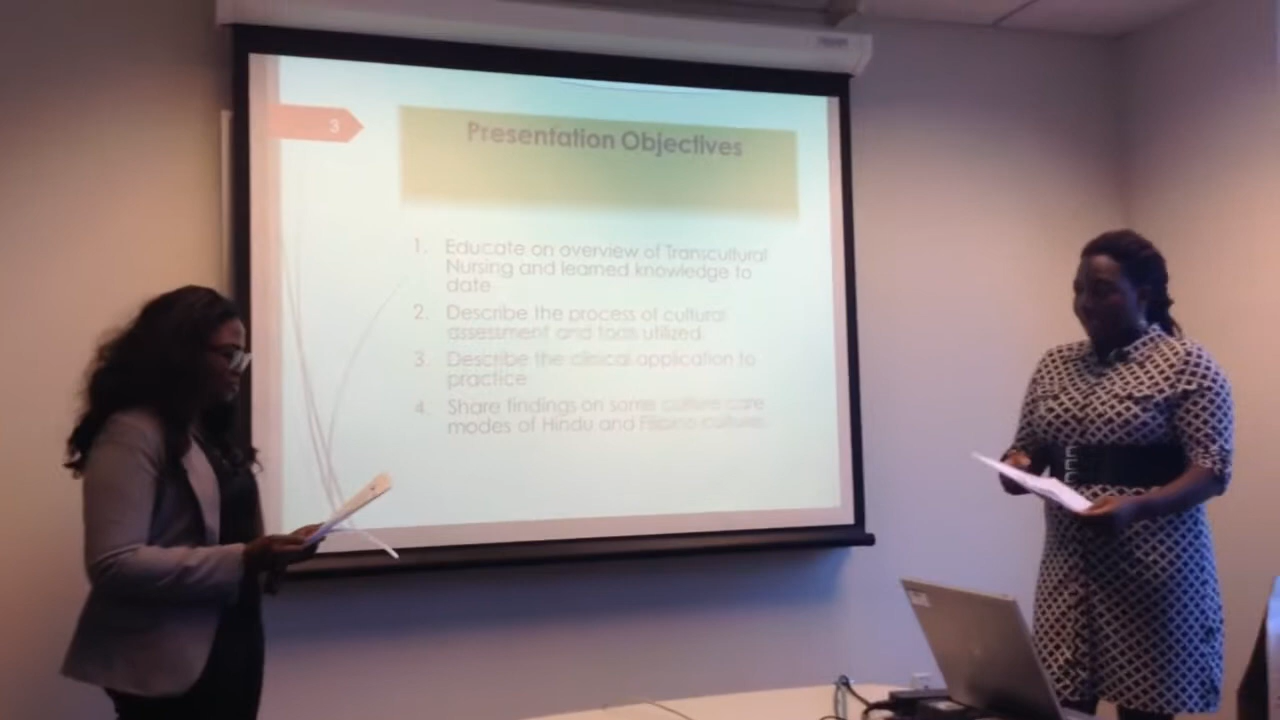 3
Presentation Objectives
1. Educate on overview of Transcultural
Nursing and learned knowledge to
date
2. Describe the process of cultural
assessment and tools utilized.
3. Describe the clinical application to
practice
4. Share findings on some culture care
modes of Hindu and Filipino cultures.